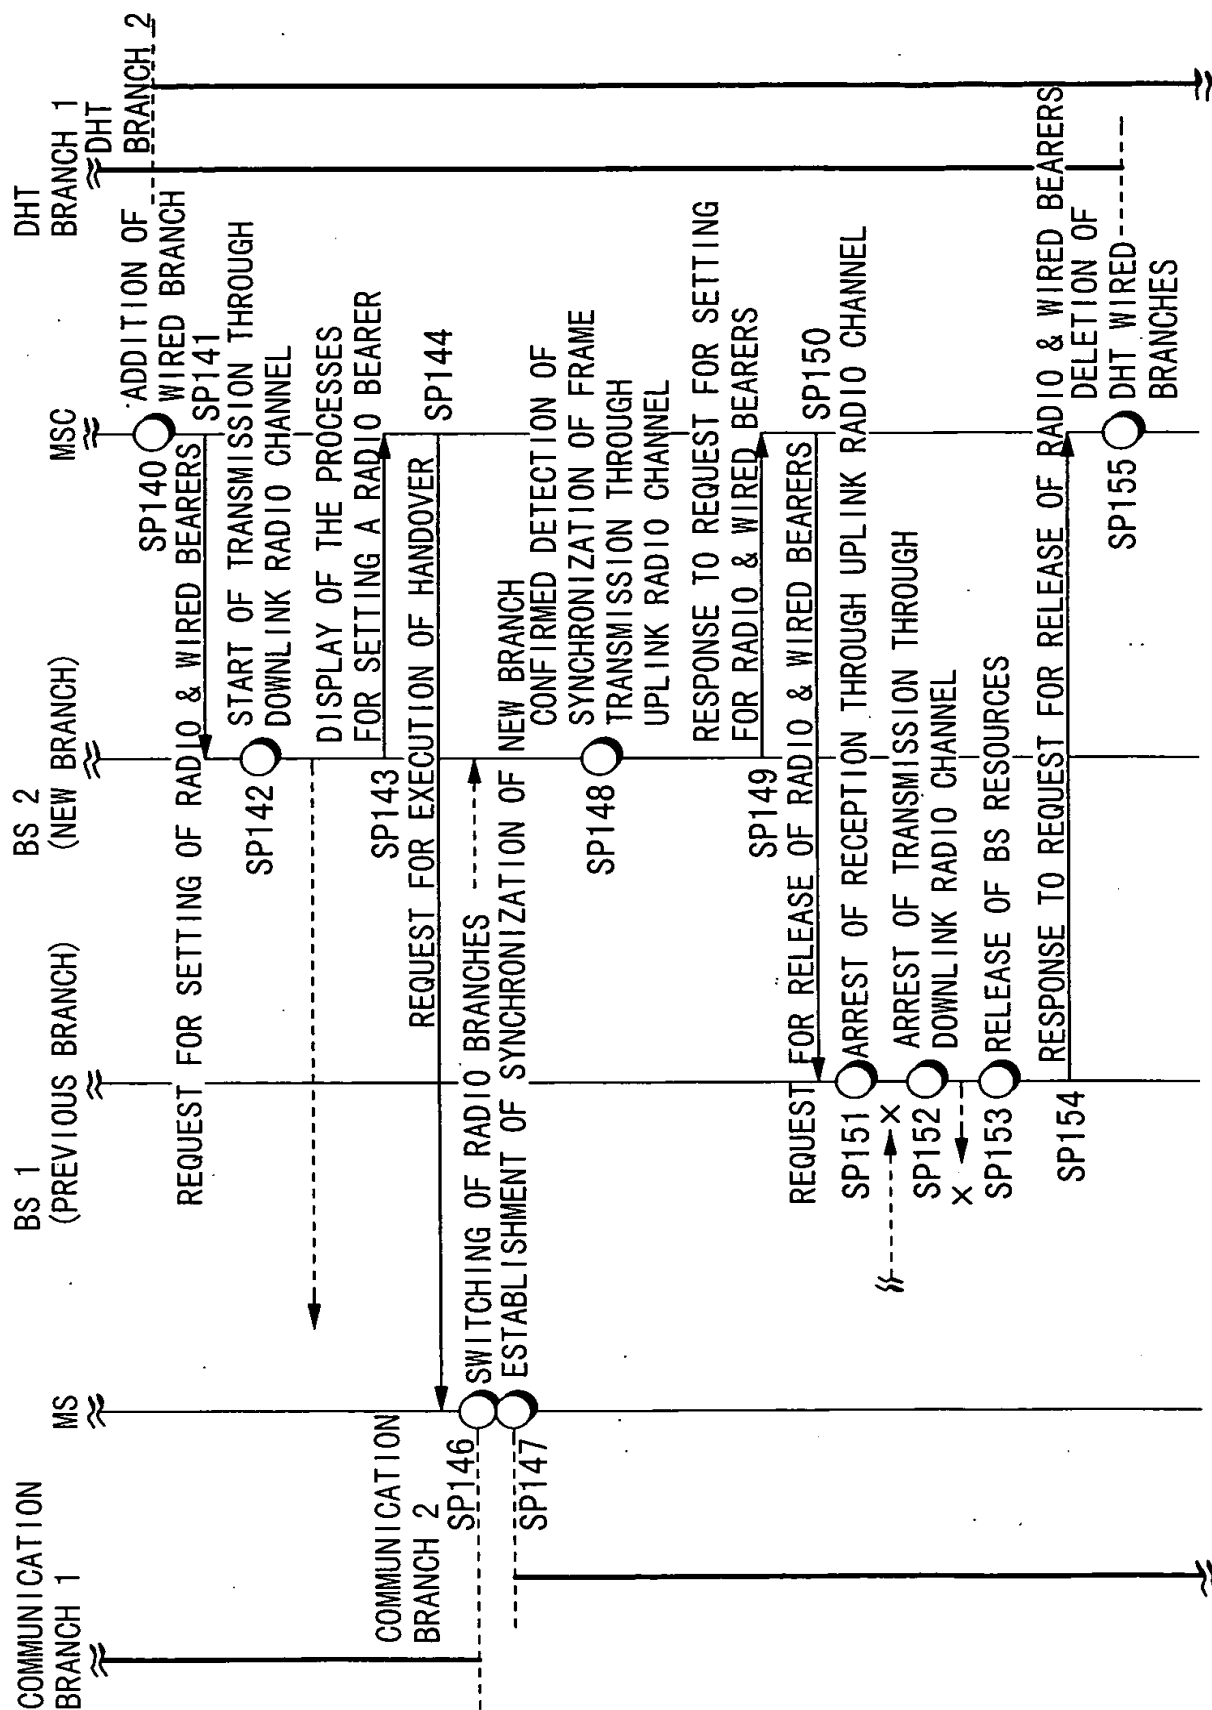 COMMUNICATION
BRANCH 1
MS
BS 1
(PREVIOUS BRANCH)
BS 2
(NEW BRANCH)
MSC
DHT
BRANCH 1
DHT
BRANCH 2
SP140
ADDITION OF
WIRED BRANCH
REQUEST FOR SETTING OF RADIO & WIRED BEARERS
SP141
SP142
START OF TRANSMISSION THROUGH
DOWNLINK RADIO CHANNEL
DISPLAY OF THE PROCESSES
FOR SETTING A RADIO BEARER
SP143
REQUEST FOR EXECUTION OF HANDOVER
SP144
COMMUNICATION
BRANCH 2
SP146
SWITCHING OF RADIO BRANCHES
SP147
ESTABLISHMENT OF SYNCHRONIZATION OF NEW BRANCH
SP148
CONFIRMED DETECTION OF
SYNCHRONIZATION OF FRAME
TRANSMISSION THROUGH
UPLINK RADIO CHANNEL
RESPONSE TO REQUEST FOR SETTING
FOR RADIO & WIRED BEARERS
SP149
REQUEST FOR RELEASE OF RADIO & WIRED BEARERS
SP150
SP151
ARREST OF RECEPTION THROUGH UPLINK RADIO CHANNEL
×
SP152
ARREST OF TRANSMISSION THROUGH
DOWNLINK RADIO CHANNEL
×
SP153
RELEASE OF BS RESOURCES
RESPONSE TO REQUEST FOR RELEASE OF RADIO & WIRED BEARERS
SP154
SP155
DELETION OF
DHT WIRED
BRANCHES